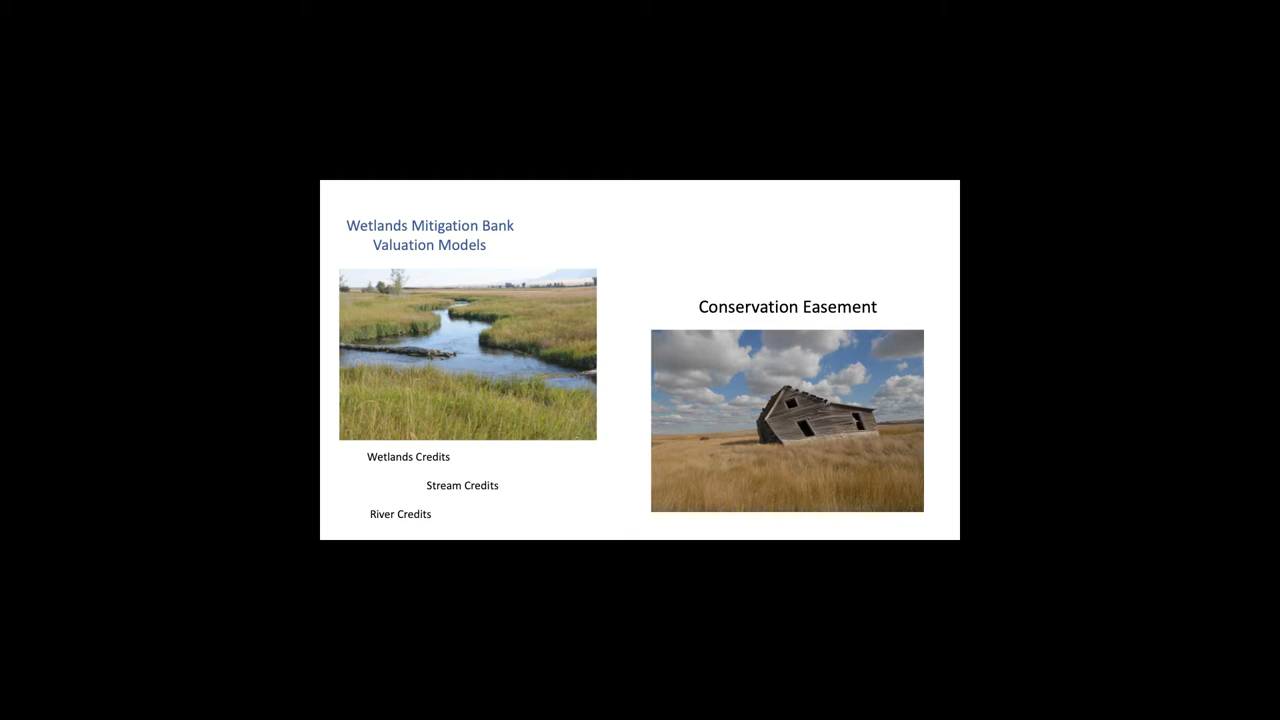 Wetlands Mitigation Bank
Valuation Models
Wetlands Credits
Stream Credits
River Credits
Conservation Easement